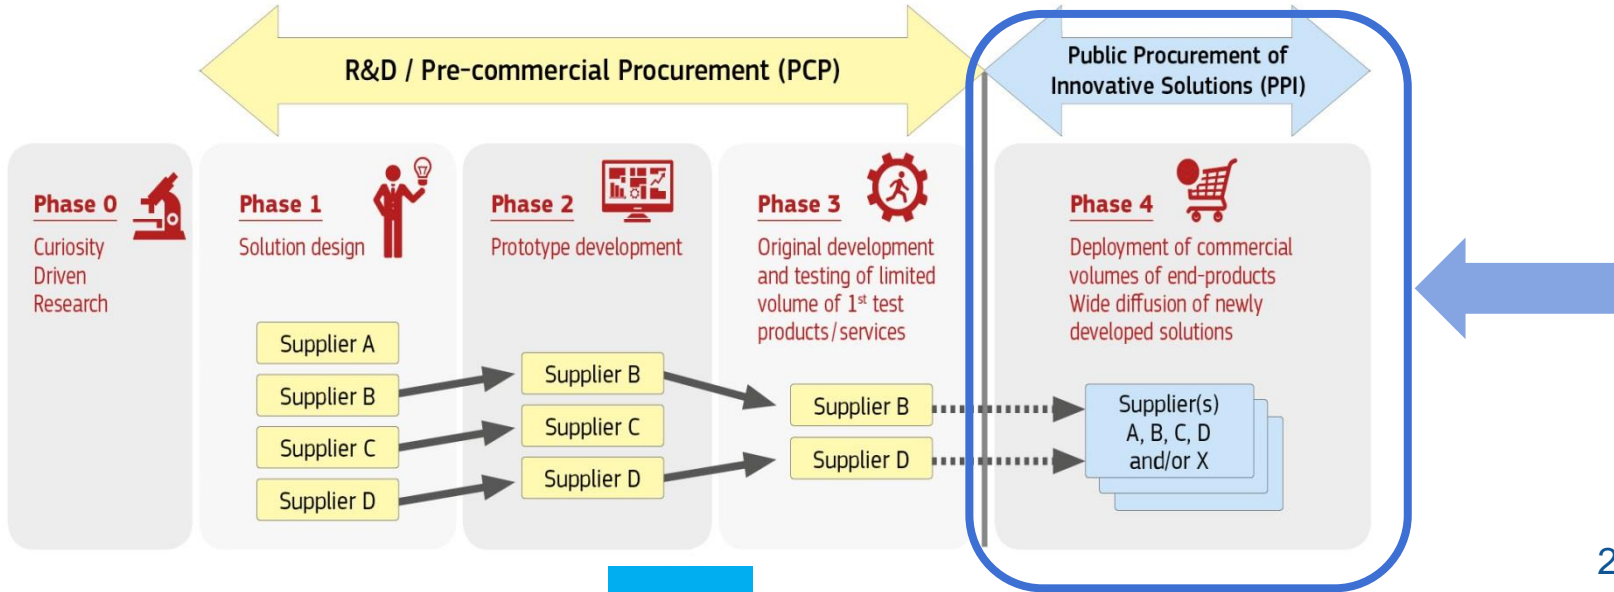 R&D / Pre-commercial Procurement (PCP)
Public Procurement of
Innovative Solutions (PPI)
Phase 0
Curiosity
Driven
Research
Phase 1
Solution design
Supplier A
Supplier B
Supplier C
Supplier D
Phase 2
Prototype development
Supplier B
Supplier C
Supplier D
Phase 3
Original development
and testing of limited
volume of 1st test
products/services
Supplier B
Supplier D
Phase 4
Deployment of commercial
volumes of end-products
Wide diffusion of newly
developed solutions
Supplier(s)
A, B, C, D
and/or X
2